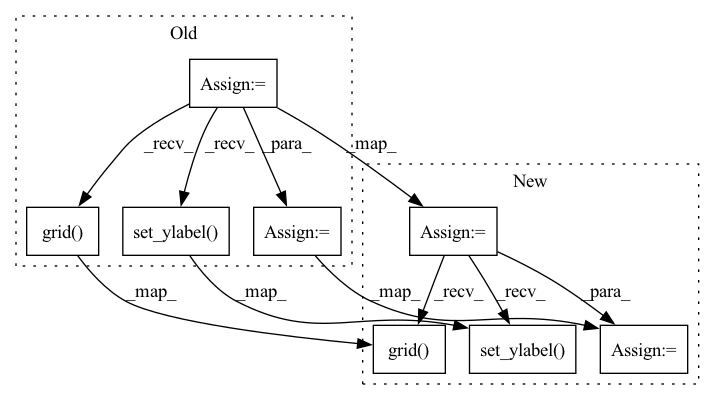 Old
Assign:=
_recv_ _recv_ _para_ _map_
New
grid() set_ylabel() Assign:= Assign:=
_map_ _map_ _map_ _recv_ _recv_ _para_
grid() set_ylabel() Assign:=